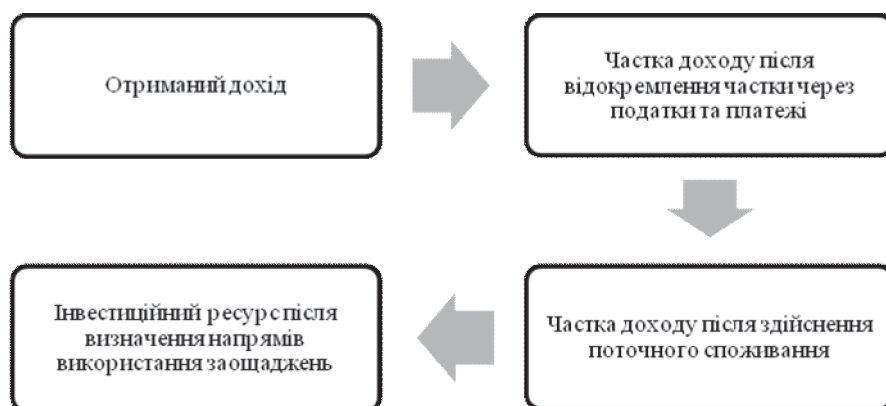 Отриманий дохід
Частка доходу після
відокремлення частки через
податки та платежі
Частка доходу після здійснення
поточного споживання
Інвестиційний ресурс після
визначення напрямів
використання заощаджень